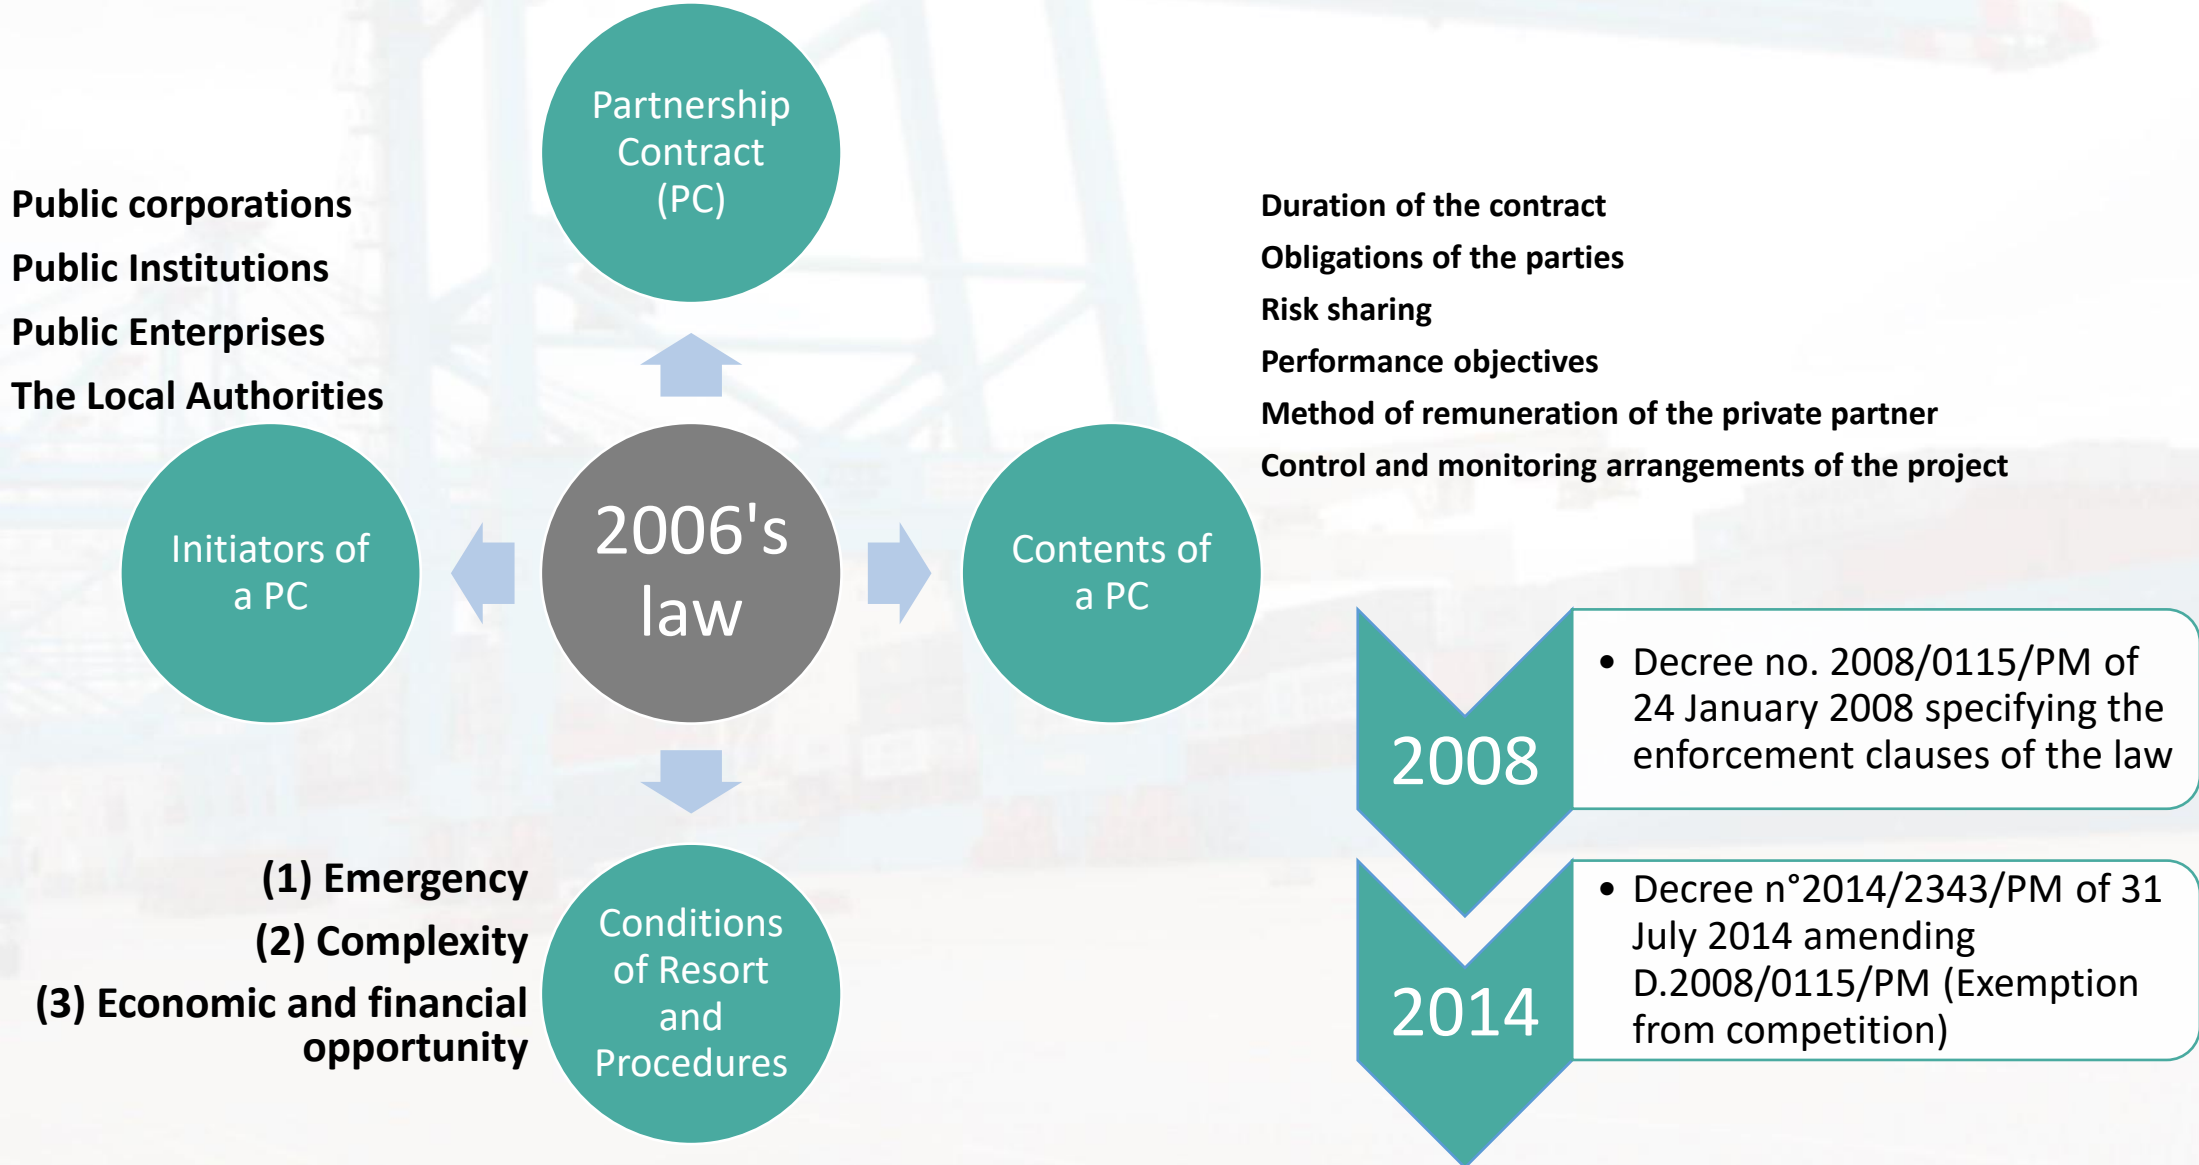 Partnership
Contract
(PC)
Public corporations
Public Institutions
Public Enterprises
The Local Authorities
Duration of the contract
Obligations of the parties
Risk sharing
Performance objectives
Method of remuneration of the private partner
Control and monitoring arrangements of the project
Initiators of
a PC
2006's
law
Contents of
a PC
(1) Emergency
(2) Complexity
(3) Economic and financial
opportunity
Conditions
of Resort
and
Procedures
2008
• Decree no. 2008/0115/PM of
24 January 2008 specifying the
enforcement clauses of the law
2014
• Decree n°2014/2343/PM of 31
July 2014 amending
D.2008/0115/PM (Exemption
from competition)